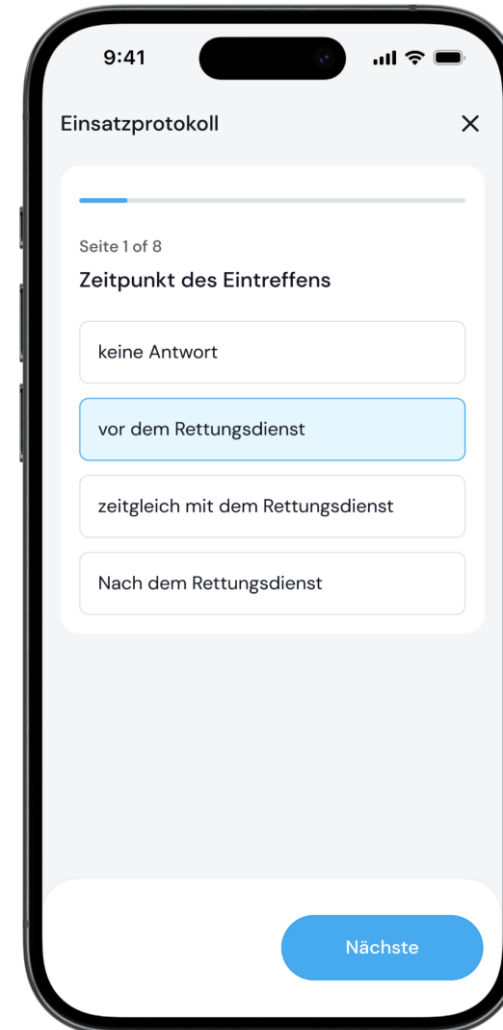 9:41
Einsatzprotokoll
Seite 1 of 8
Zeitpunkt des Eintreffens
keine Antwort
vor dem Rettungsdienst
zeitgleich mit dem Rettungsdienst
Nach dem Rettungsdienst
Nächste